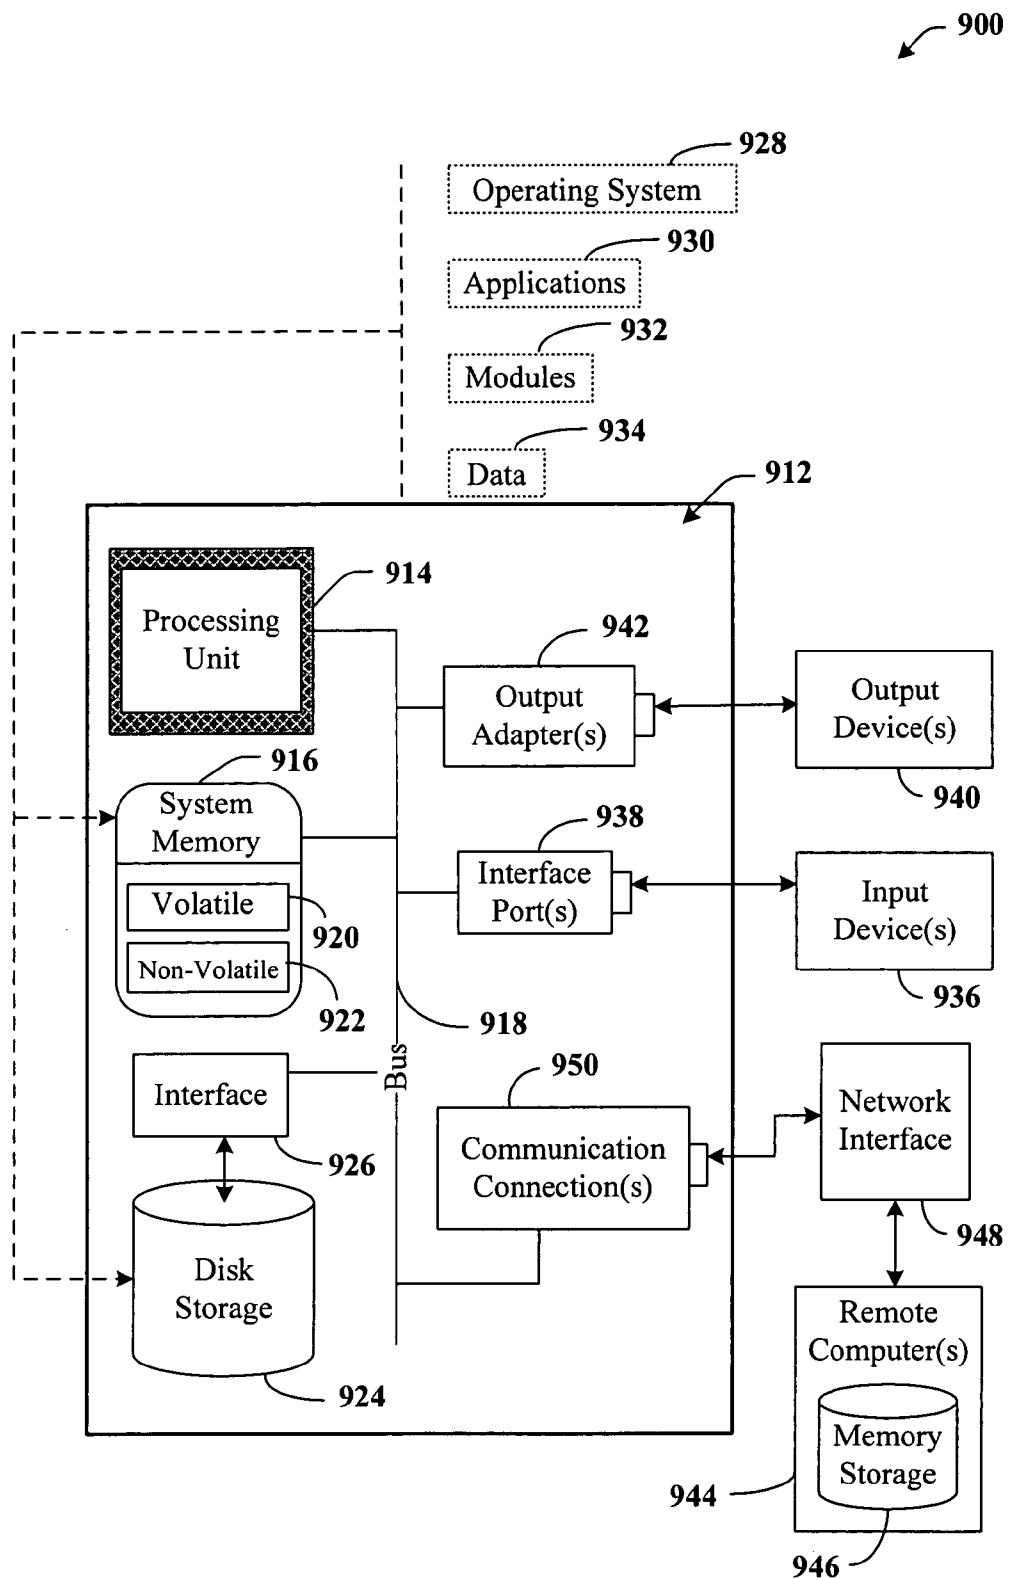 900
928
Operating System
930
Applications
932
Modules
934
Data
912
914
Processing
Unit
942
Output
Adapter(s)
Output
Device(s)
940
916
System
Memory
938
Interface
Port(s)
Input
Device(s)
936
Volatile
920
Non-Volatile
922
918
Bus
950
Interface
926
Communication
Connection(s)
Network
Interface
948
Disk
Storage
924
Remote
Computer(s)
Memory
Storage
944
946